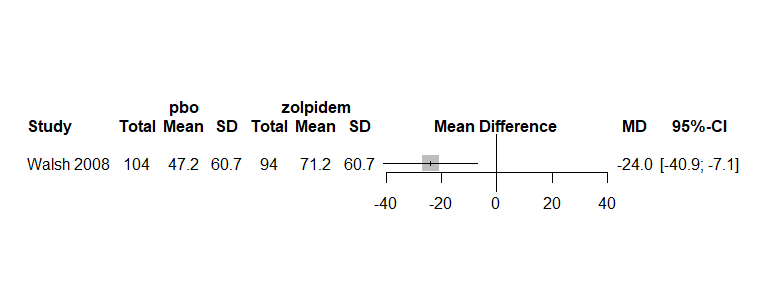 pbo zolpidem
Study Total Mean SD Total Mean SD Mean Difference MD 95%-CI
Walsh 2008 104 47.2 60.7 94 71.2 60.7 -24.0 [-40.9; -7.1]
-40 -20 0 20 40